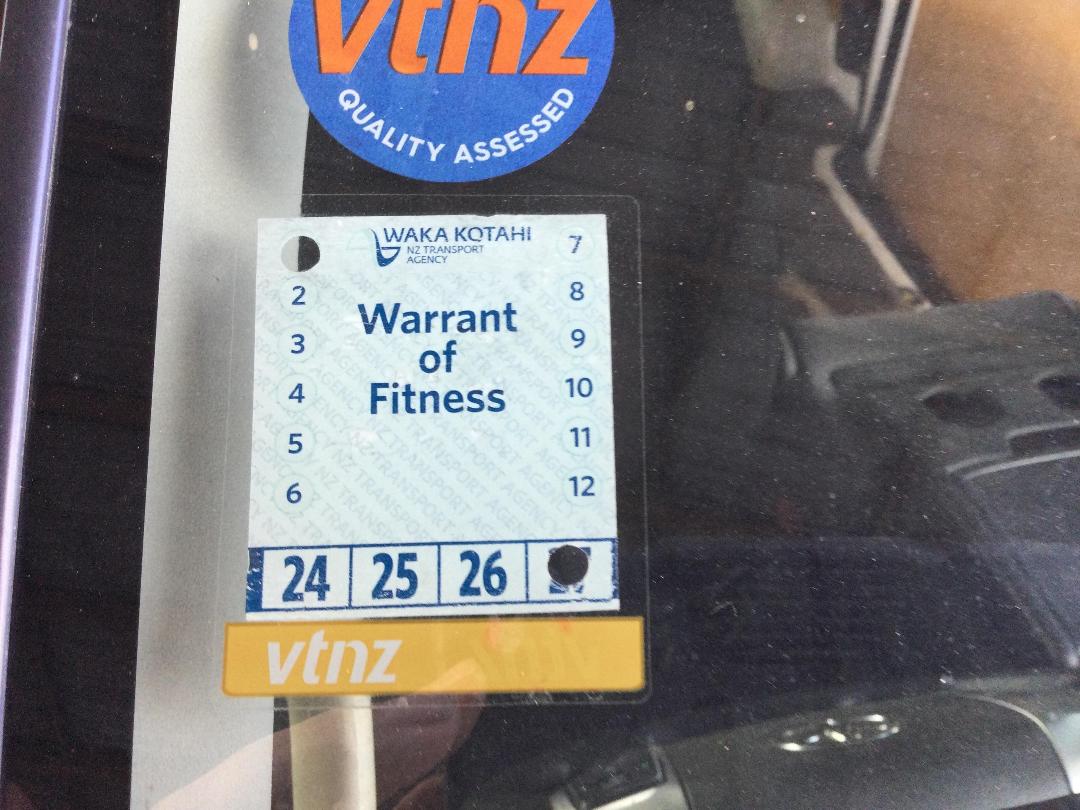 vtnz
QUALITY ASSESSED
WAKA KOTAHI
NZ TRANSPORT
AGENCY
Warrant
of
Fitness
2
3
4
5
6
7
8
9
10
11
12
24 25 26
vtnz